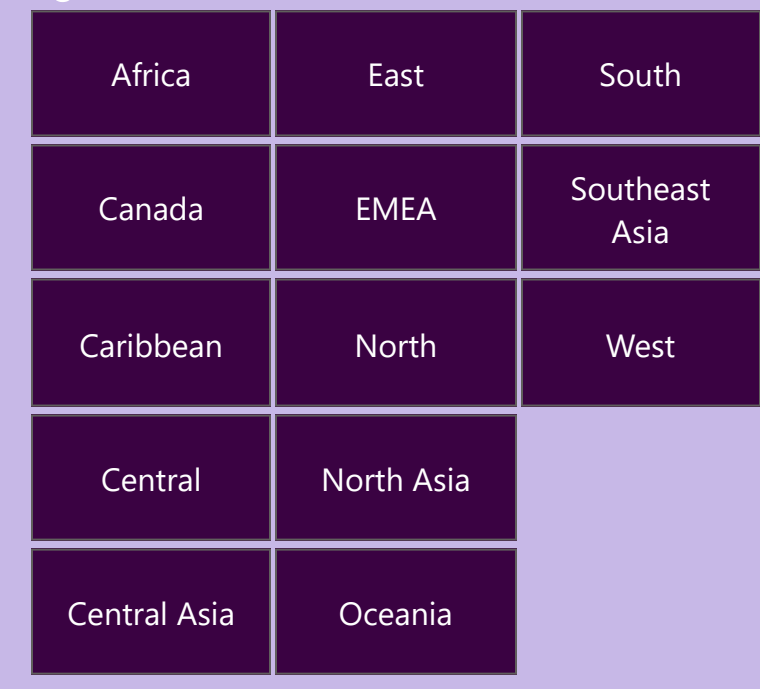 Africa
East
South
Canada
EMEA
Southeast
Asia
Caribbean
North
West
Central
North Asia
Central Asia
Oceania